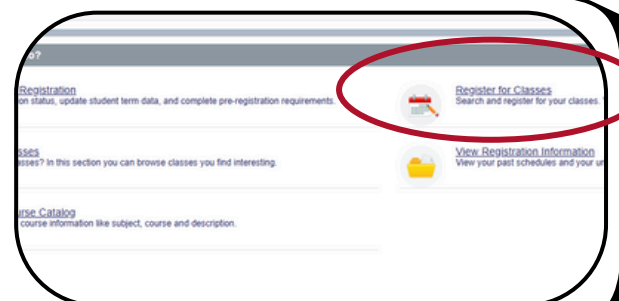 o?
Registration
on status, update student term data, and complete pre-registration requirements.
Register for Classes
Search and register for your classes.
sses
asses? In this section you can browse classes you find interesting.
View Registration Information
View your past schedules and your un
urse Catalog
course information like subject, course and description.